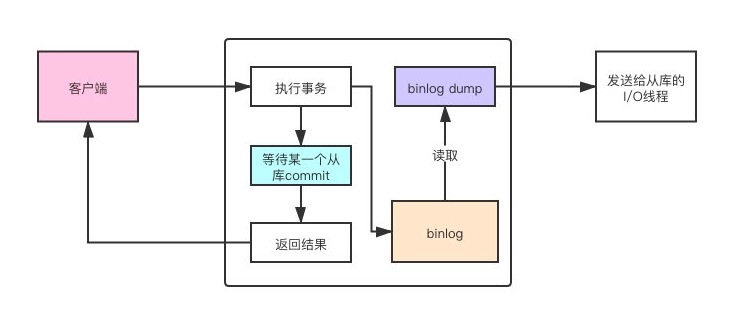 客户端
执行事务
binlog dump
发送给从库的
I/O线程
等待某一个从
库commit
读取
返回结果
binlog